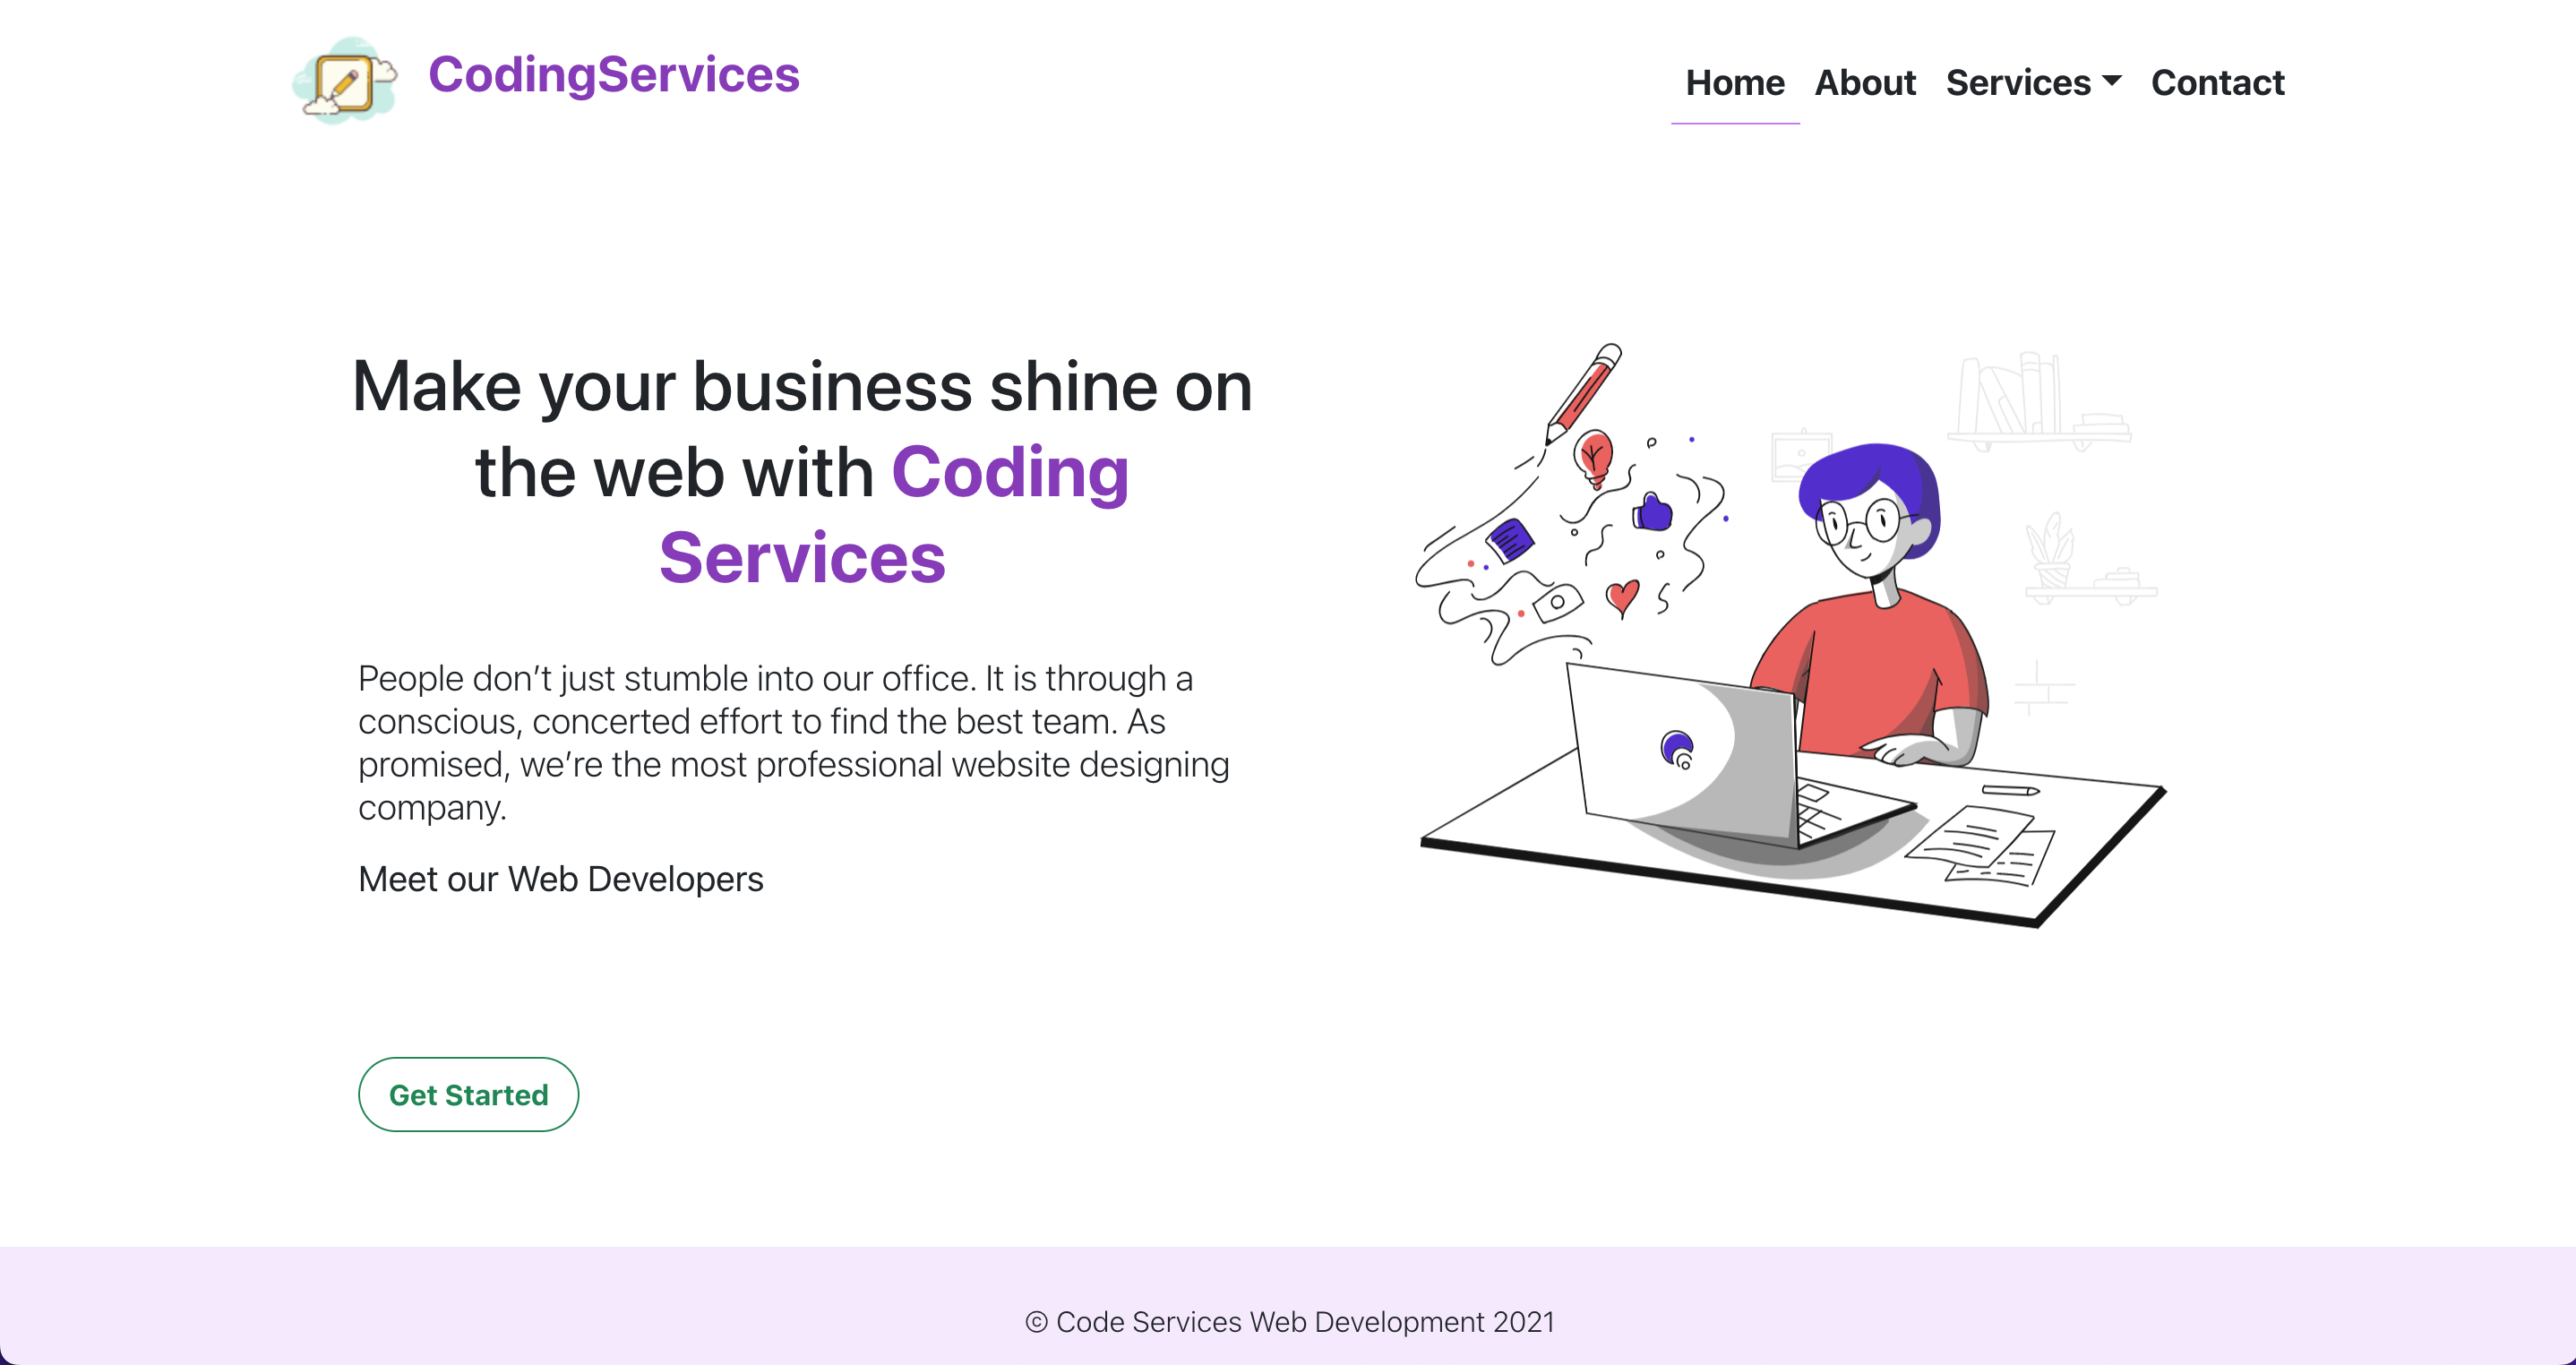 CodingServices
Home About Services Contact
Make your business shine on
the web with Coding
Services
People don’t just stumble into our office. It is through a
conscious, concerted effort to find the best team. As
promised, we’re the most professional website designing
company.
Meet our Web Developers
Get Started
© Code Services Web Development 2021